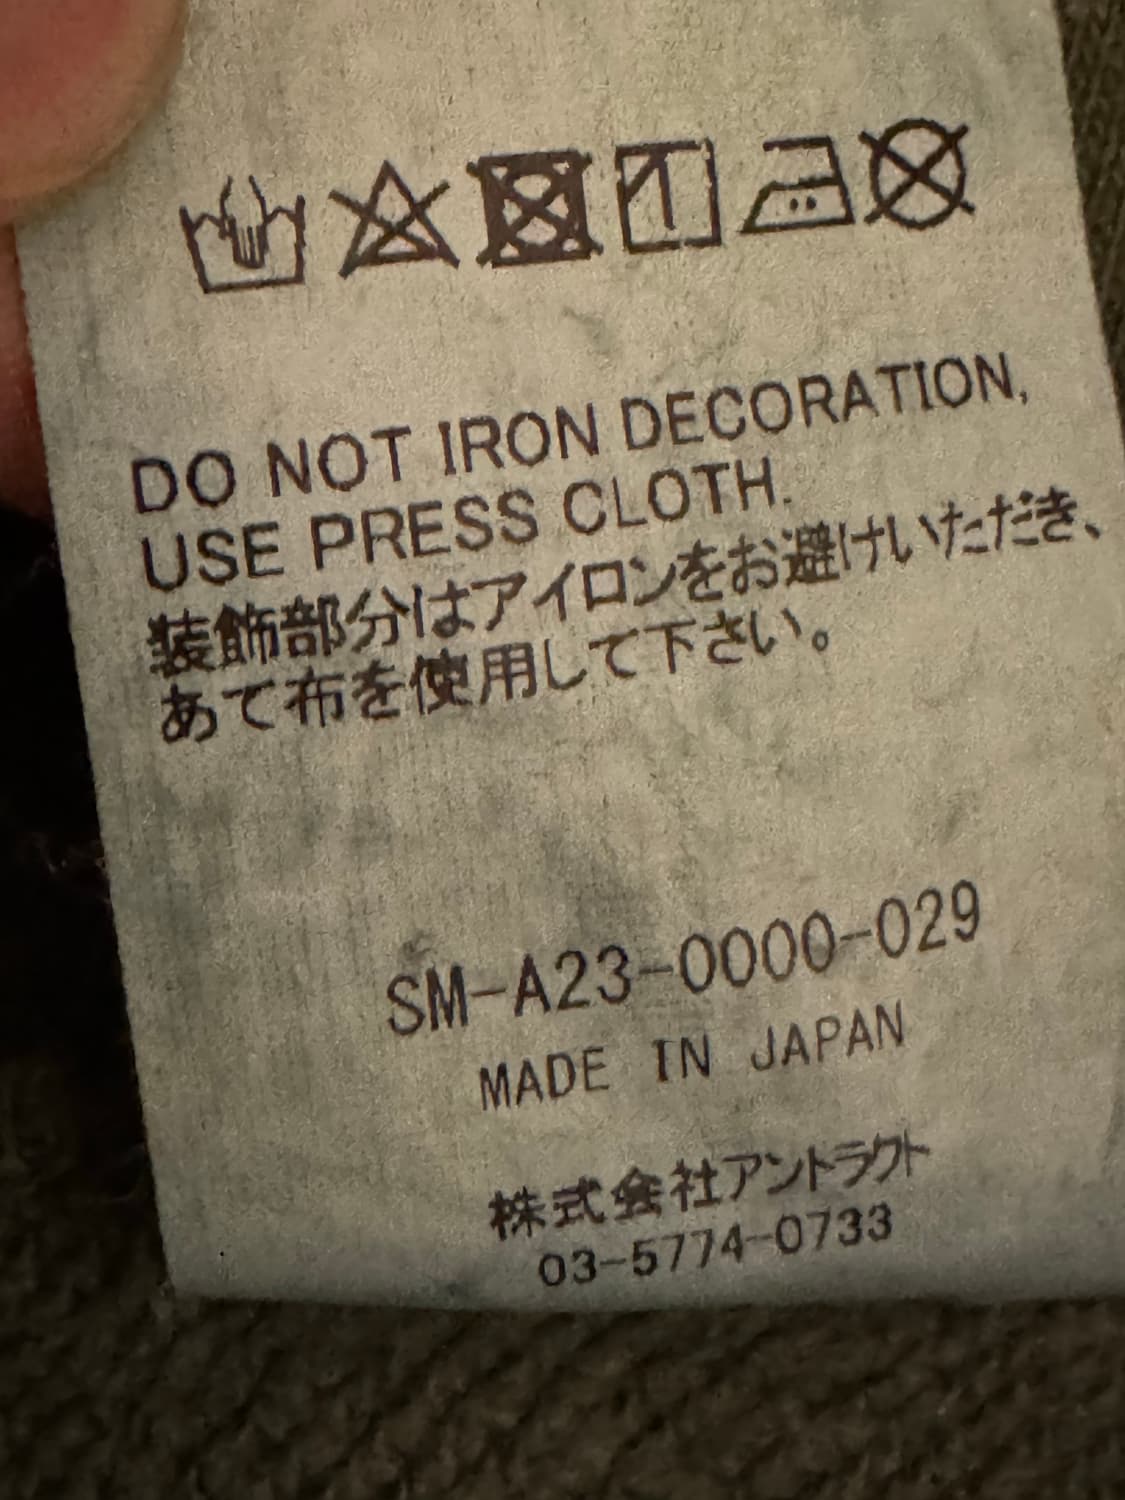 DO NOT IRON DECORATION,
USE PRESS CLOTH.
装飾部分はアイロンをお避けいただき、
あて布を使用して下さい。
SM-A23-0000-029
MADE IN JAPAN
株式会社アントラクト
03-5774-0733